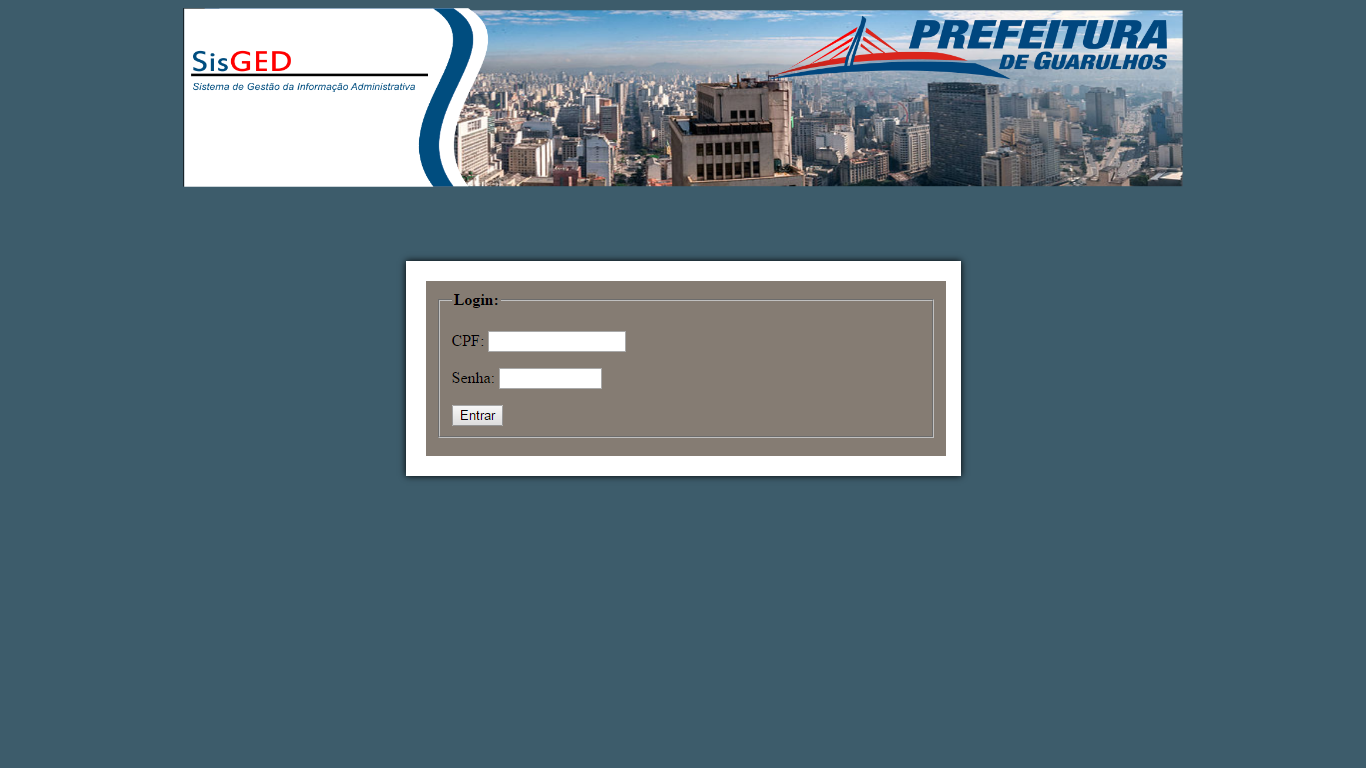 SisGED
Sistema de Gestão da Informação Administrativa
PREFEITURA
DE GUARULHOS
Login:
CPF:
Senha:
Entrar